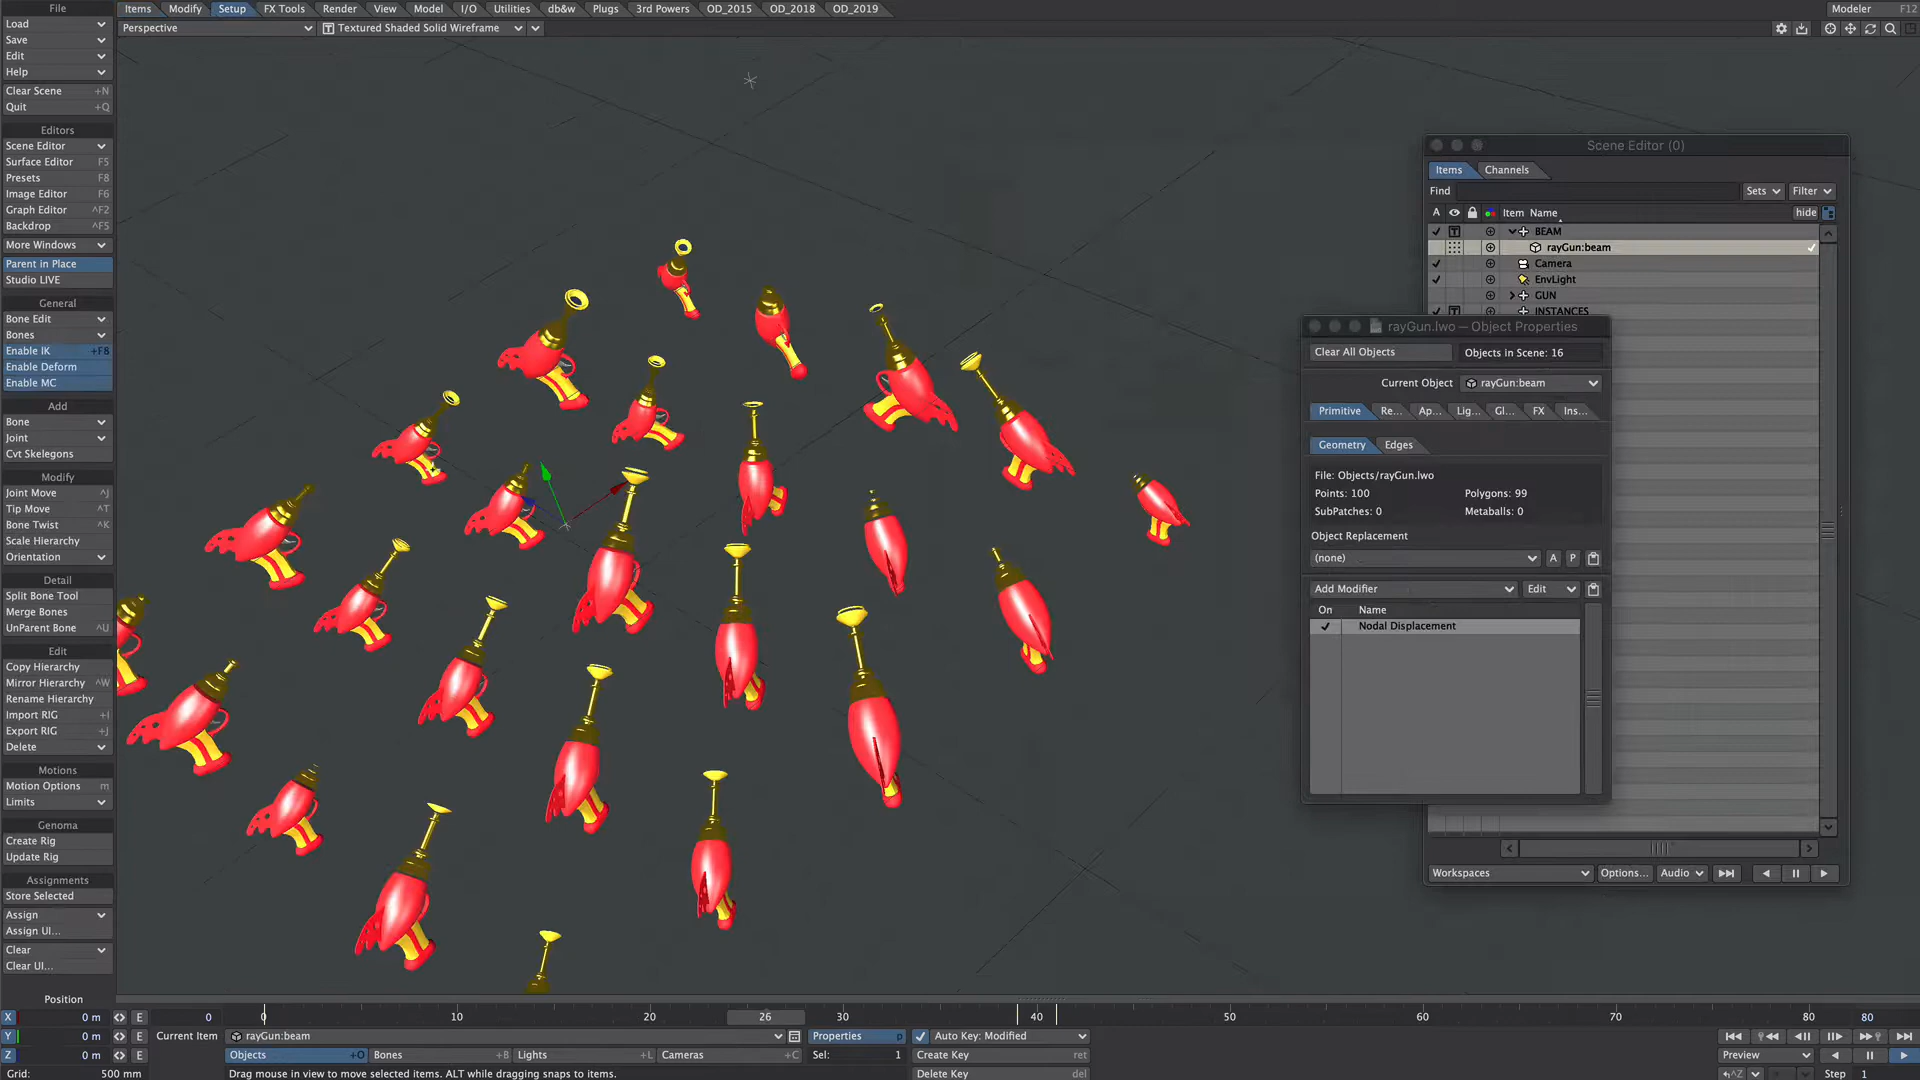 File
Items Modify Setup FX Tools Render View Model I/O Utilities db&w Plugs 3rd Powers OD_2015 OD_2018 OD_2019
Modeler F12
Load
Perspective
Textured Shaded Solid Wireframe
Save
Edit
Help
Clear Scene +N
Quit +Q
Editors
Scene Editor
Surface Editor F5
Presets F8
Image Editor F6
Graph Editor ^F2
Backdrop ^F5
More Windows
Parent in Place
Studio LIVE
General
Bone Edit
Bones
Enable IK +F8
Enable Deform
Enable MC
Add
Bone
Joint
Cvt Skelegons
Modify
Joint Move ^J
Tip Move ^T
Bone Twist ^K
Scale Hierarchy
Orientation
Detail
Split Bone Tool
Merge Bones
UnParent Bone ^U
Edit
Copy Hierarchy
Mirror Hierarchy ^W
Rename Hierarchy
Import RIG +I
Export RIG +J
Delete
Motions
Motion Options m
Limits
Genoma
Create Rig
Update Rig
Assignments
Store Selected
Assign
Assign UI...
Clear
Clear UI...
Scene Editor (0)
Items Channels
Find
Sets Filter
A Item Name hide
BEAM
rayGun:beam
Camera
EnvLight
GUN
INSTANCES
rayGun.lwo — Object Properties
Clear All Objects Objects in Scene: 16
Current Object rayGun:beam
Primitive Re... Ap... Lig... Gl... FX Ins...
Geometry Edges
File: Objects/rayGun.lwo
Points: 100 Polygons: 99
SubPatches: 0 Metaballs: 0
Object Replacement
(none) A P
Add Modifier Edit
On Name
Nodal Displacement
Workspaces Options... Audio
Position
X 0 m E 0 0 10 20 26 30 40 50 60 70 80 80
Y 0 m E Current Item rayGun:beam Properties p Auto Key: Modified
Z 0 m E Objects +O Bones +B Lights +L Cameras +C Sel: 1 Create Key ret Preview
Grid: 500 mm Drag mouse in view to move selected items. ALT while dragging snaps to items. Delete Key del ^Z Step 1